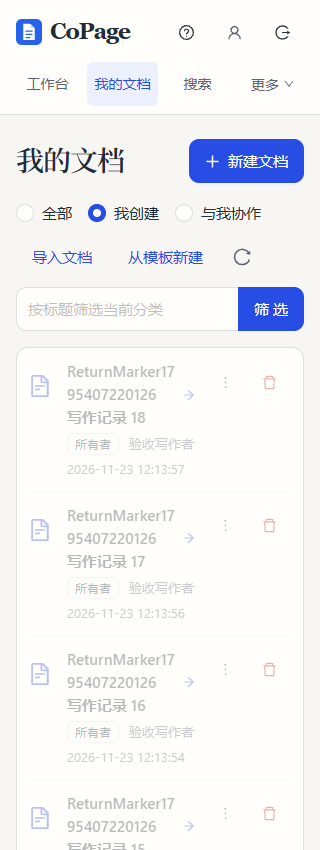 CoPage
工作台
我的文档
搜索
更多
我的文档
新建文档
全部
我创建
与我协作
导入文档
从模板新建
按标题筛选当前分类
筛 选
ReturnMarker17
95407220126
写作记录 18
所有者
验收写作者
2026-11-23 12:13:57
ReturnMarker17
95407220126
写作记录 17
所有者
验收写作者
2026-11-23 12:13:56
ReturnMarker17
95407220126
写作记录 16
所有者
验收写作者
2026-11-23 12:13:54
ReturnMarker17
95407220126
写作记录 15